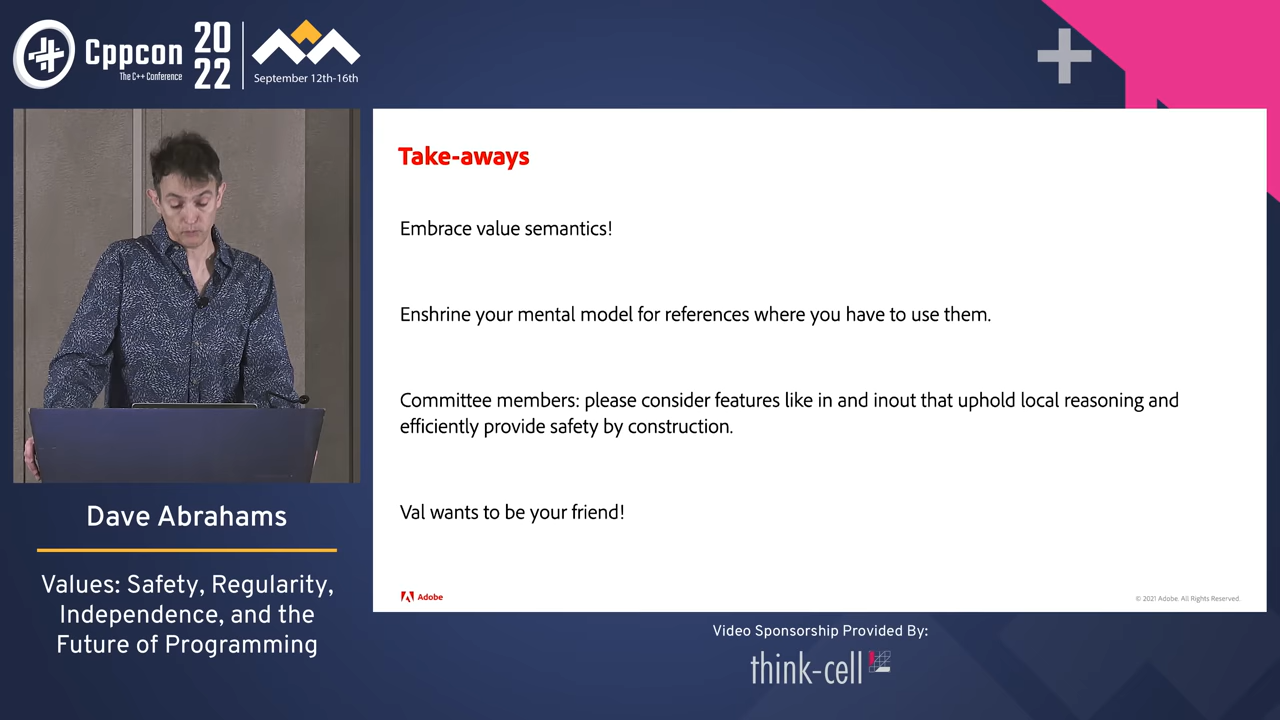 Cppcon
The C++ Conference
20
22
September 12th-16th
Take-aways
Embrace value semantics!
Enshrine your mental model for references where you have to use them.
Committee members: please consider features like in and inout that uphold local reasoning and
efficiently provide safety by construction.
Val wants to be your friend!
Adobe
© 2021 Adobe. All Rights Reserved.
Dave Abrahams
Values: Safety, Regularity,
Independence, and the
Future of Programming
Video Sponsorship Provided By:
think-cell